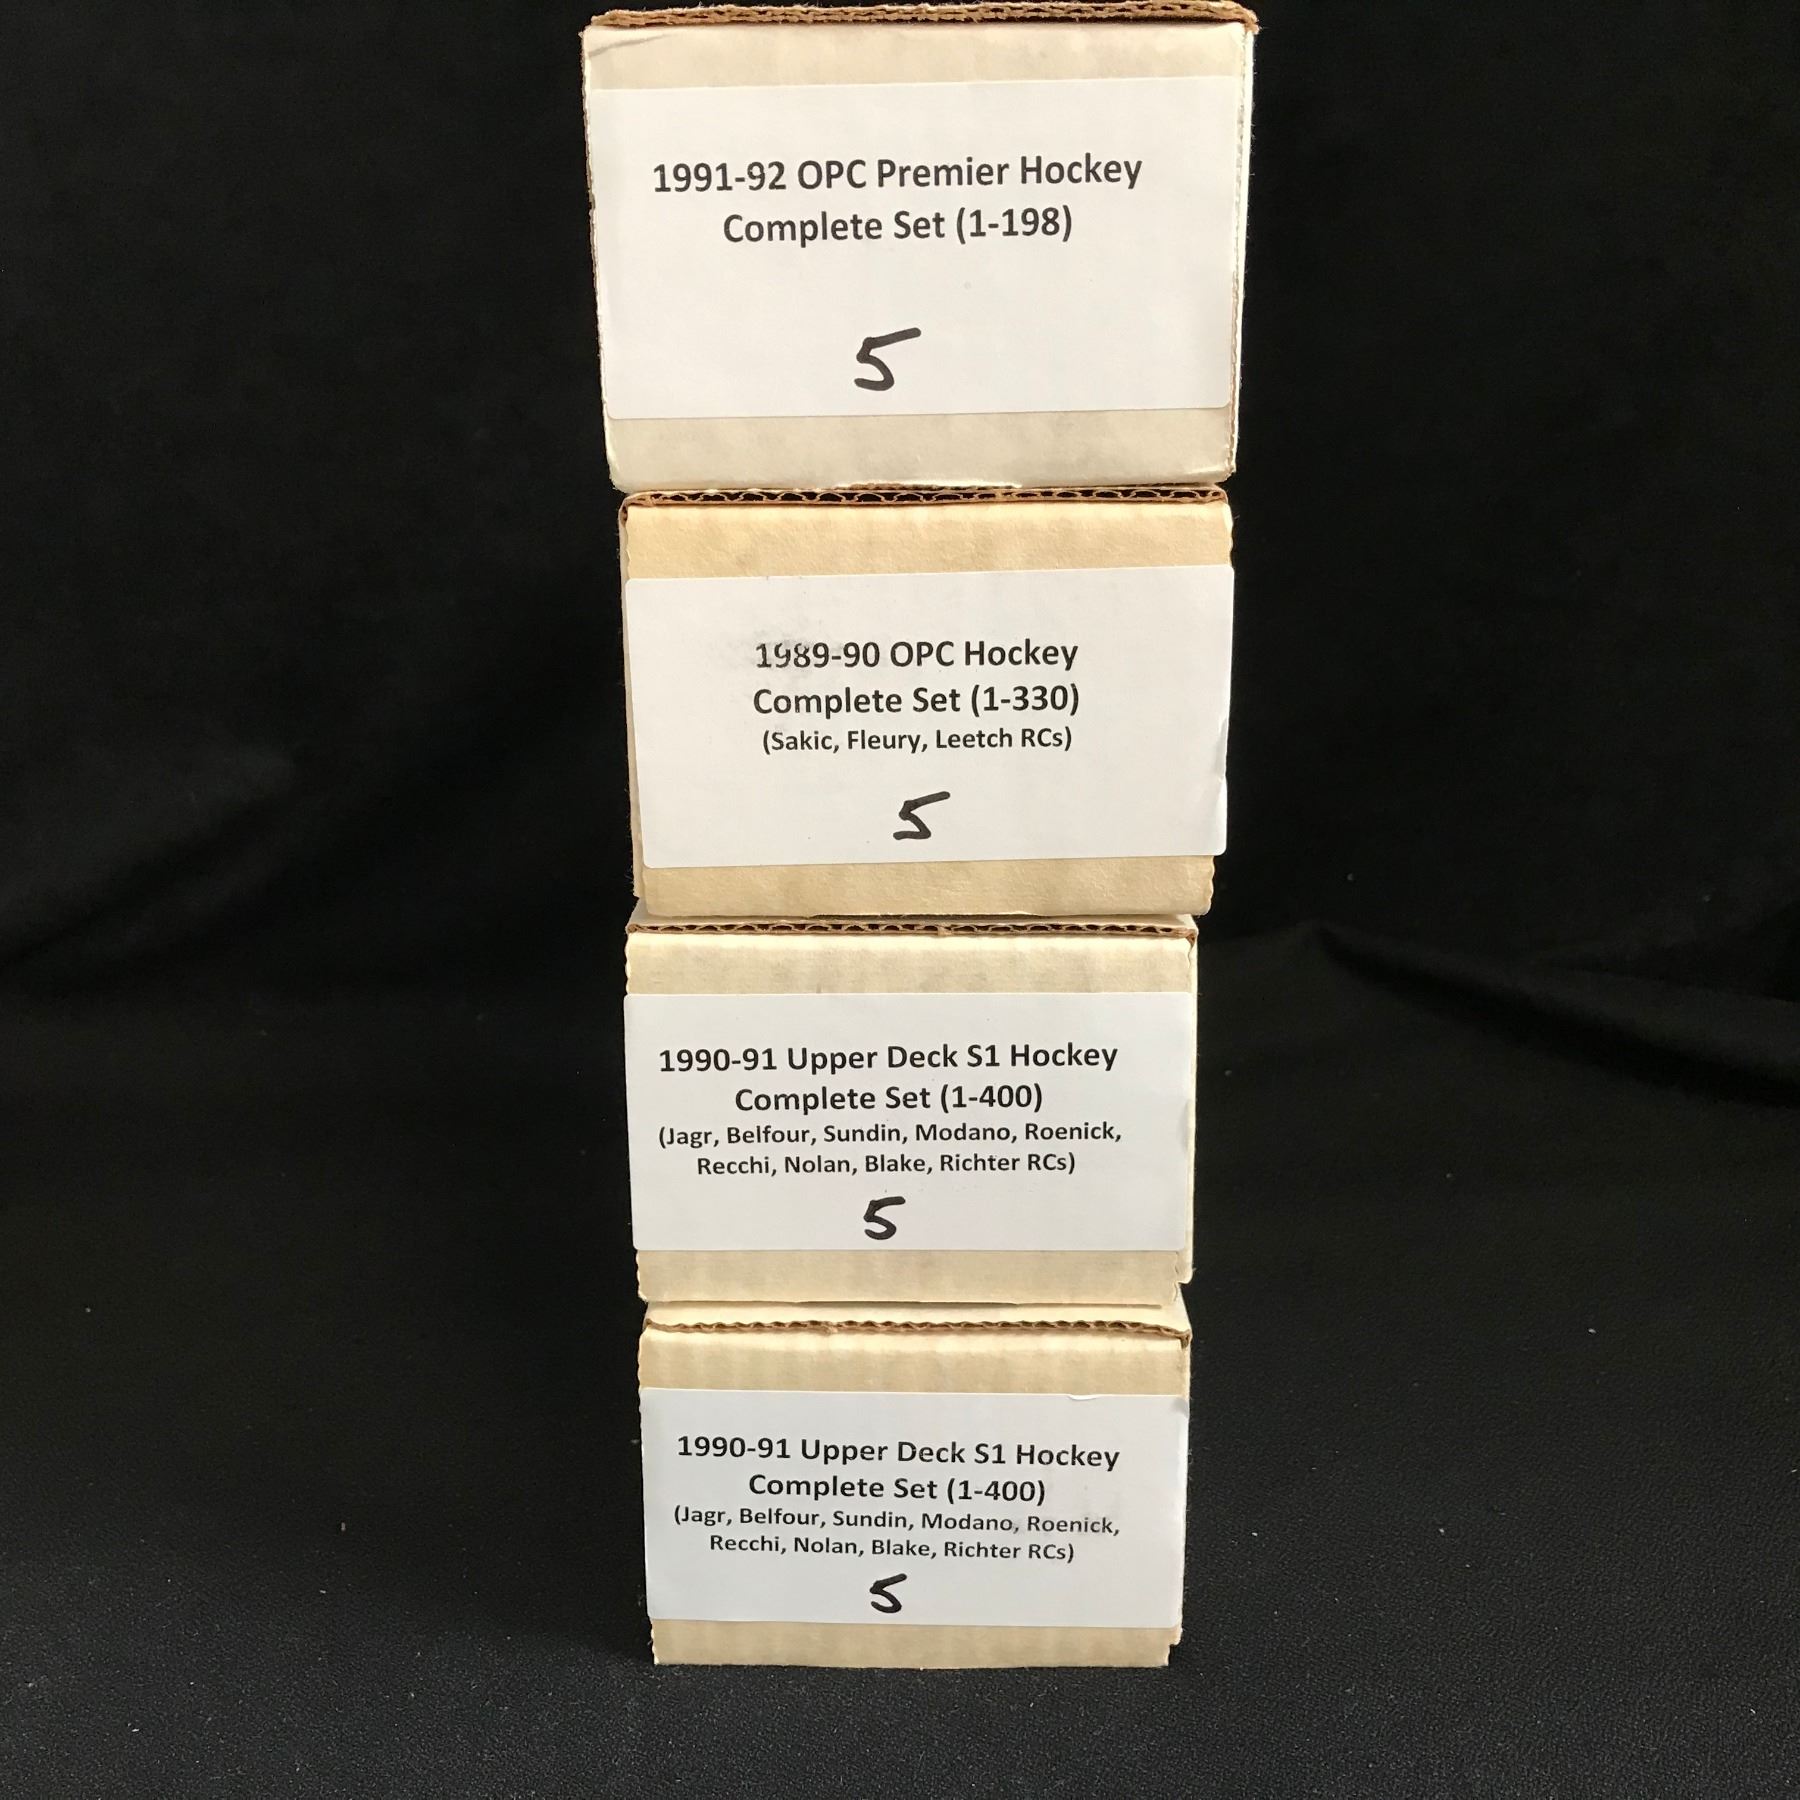 1991-92 OPC Premier Hockey
Complete Set (1-198)
5
1989-90 OPC Hockey
Complete Set (1-330)
(Sakic, Fleury, Leetch RCs)
5
1990-91 Upper Deck S1 Hockey
Complete Set (1-400)
(Jagr, Belfour, Sundin, Modano, Roenick,
Recchi, Nolan, Blake, Richter RCs)
5
1990-91 Upper Deck S1 Hockey
Complete Set (1-400)
(Jagr, Belfour, Sundin, Modano, Roenick,
Recchi, Nolan, Blake, Richter RCs)
5